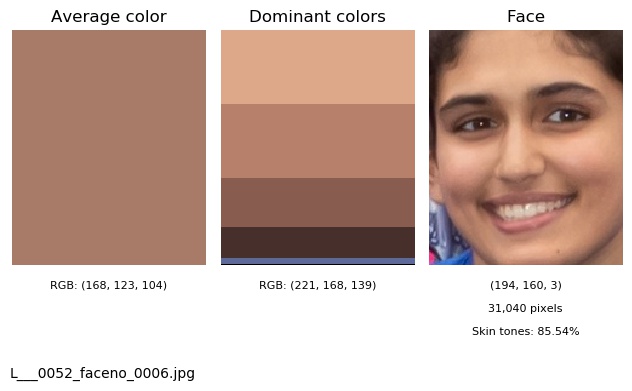 Average color
Dominant colors
Face
RGB: (168, 123, 104)
RGB: (221, 168, 139)
(194, 160, 3)
31,040 pixels
Skin tones: 85.54%
L___0052_faceno_0006.jpg